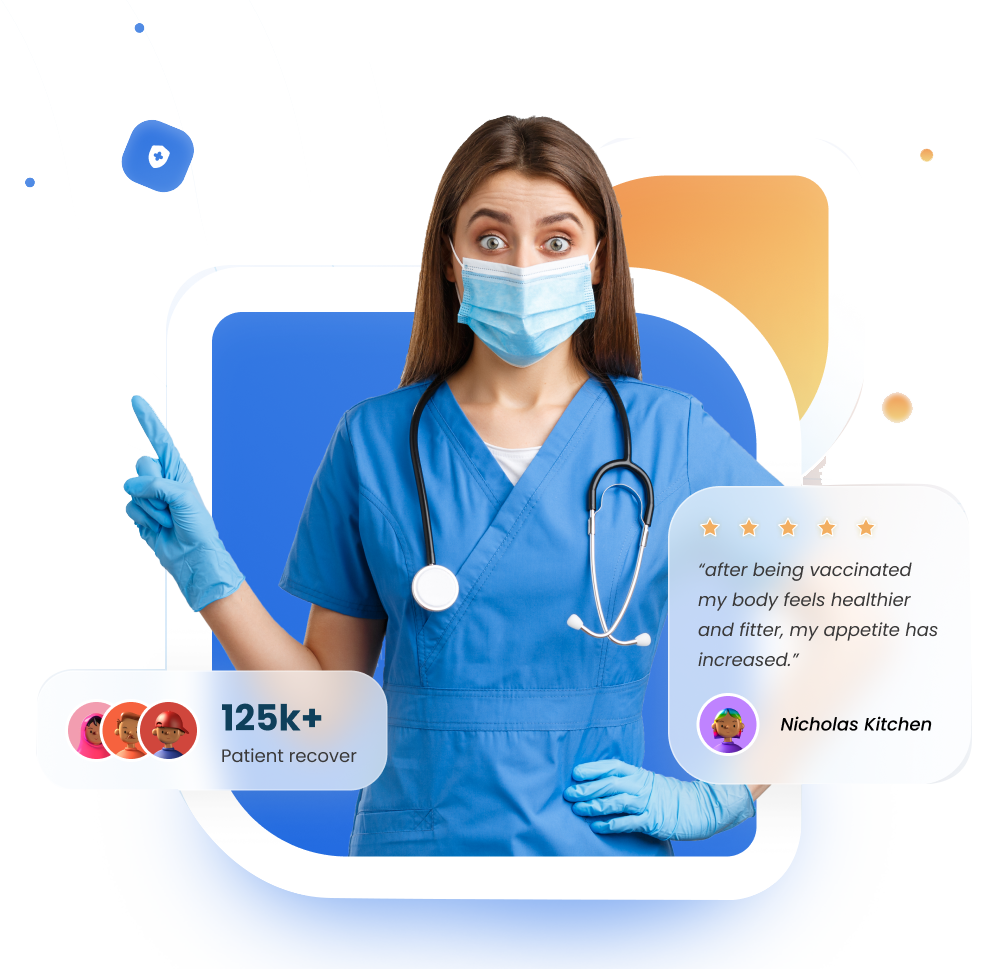 “after being vaccinated
my body feels healthier
and fitter, my appetite has
increased.”
Nicholas Kitchen
125k+
Patient recover